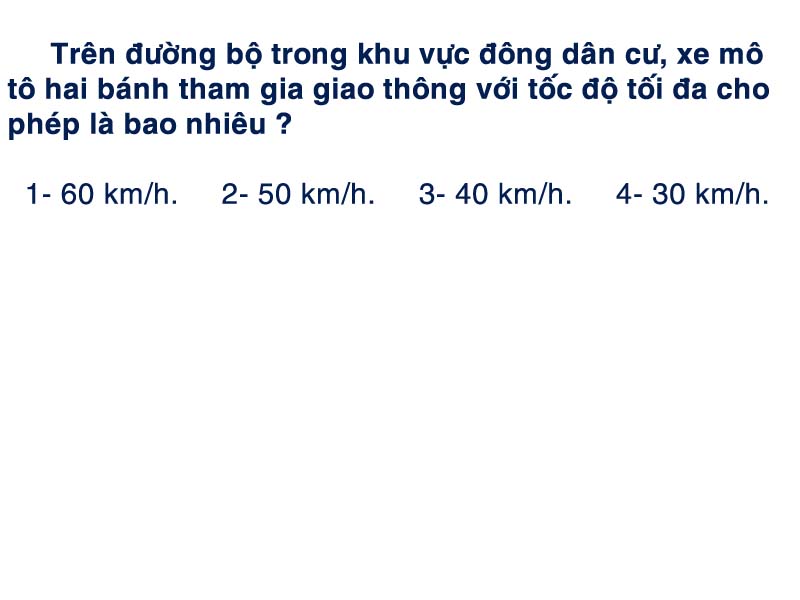 Trên đường bộ trong khu vực đông dân cư, xe mô
tô hai bánh tham gia giao thông với tốc độ tối đa cho
phép là bao nhiêu ?
1- 60 km/h. 2- 50 km/h. 3- 40 km/h. 4- 30 km/h.